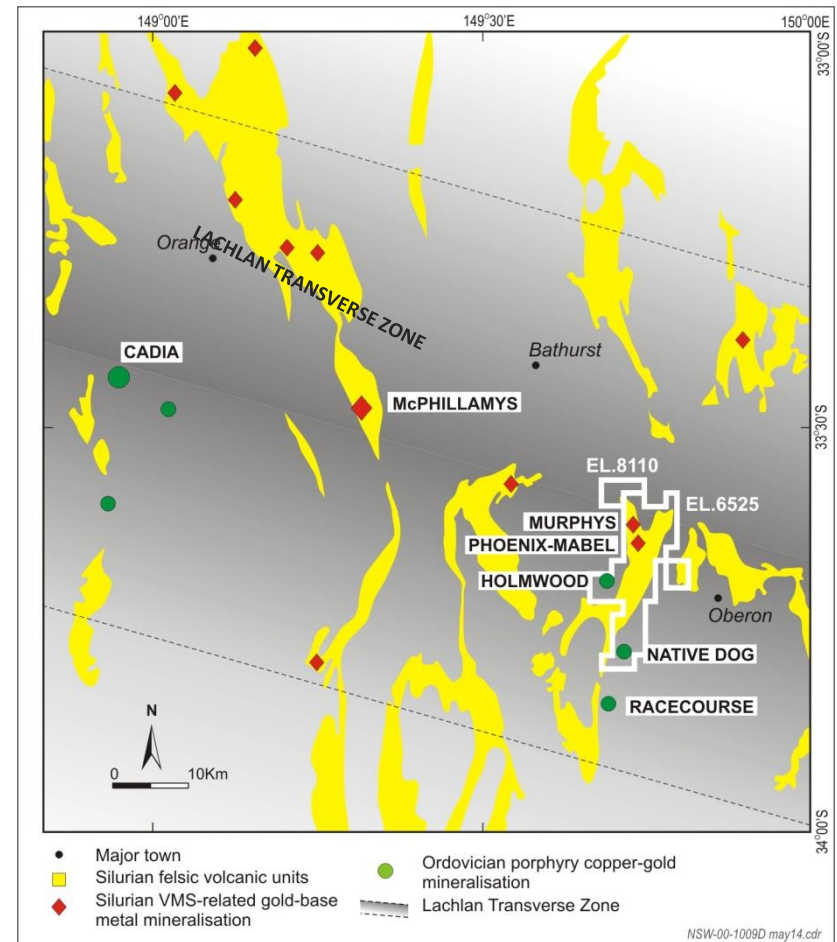 149°00'E
149°30'E
150°00'E
33°00'S
Orange
LACHLAN TRANSVERSE ZONE
CADIA
Bathurst
McPHILLAMYS
33°30'S
EL.8110
EL.6525
MURPHYS
PHOENIX-MABEL
HOLMWOOD
Oberon
NATIVE DOG
RACECOURSE
N
0 10Km
34°00'S
Major town
Silurian felsic volcanic units
Silurian VMS-related gold-base
metal mineralisation
Ordovician porphyry copper-gold
mineralisation
Lachlan Transverse Zone
NSW-00-1009D may14.cdr